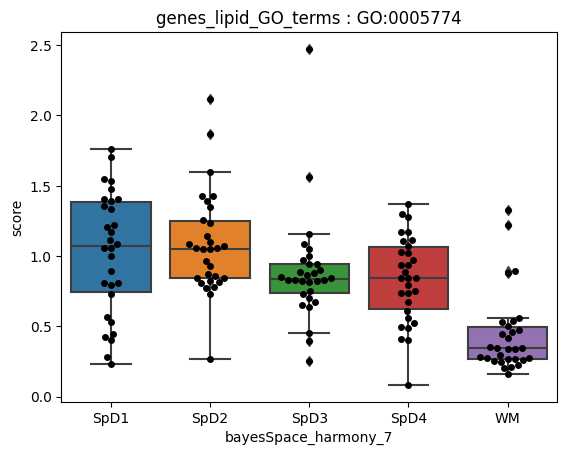 genes_lipid_GO_terms : GO:0005774
2.5
2.0
1.5
1.0
0.5
0.0
score
SpD1 SpD2 SpD3 SpD4 WM
bayesSpace_harmony_7